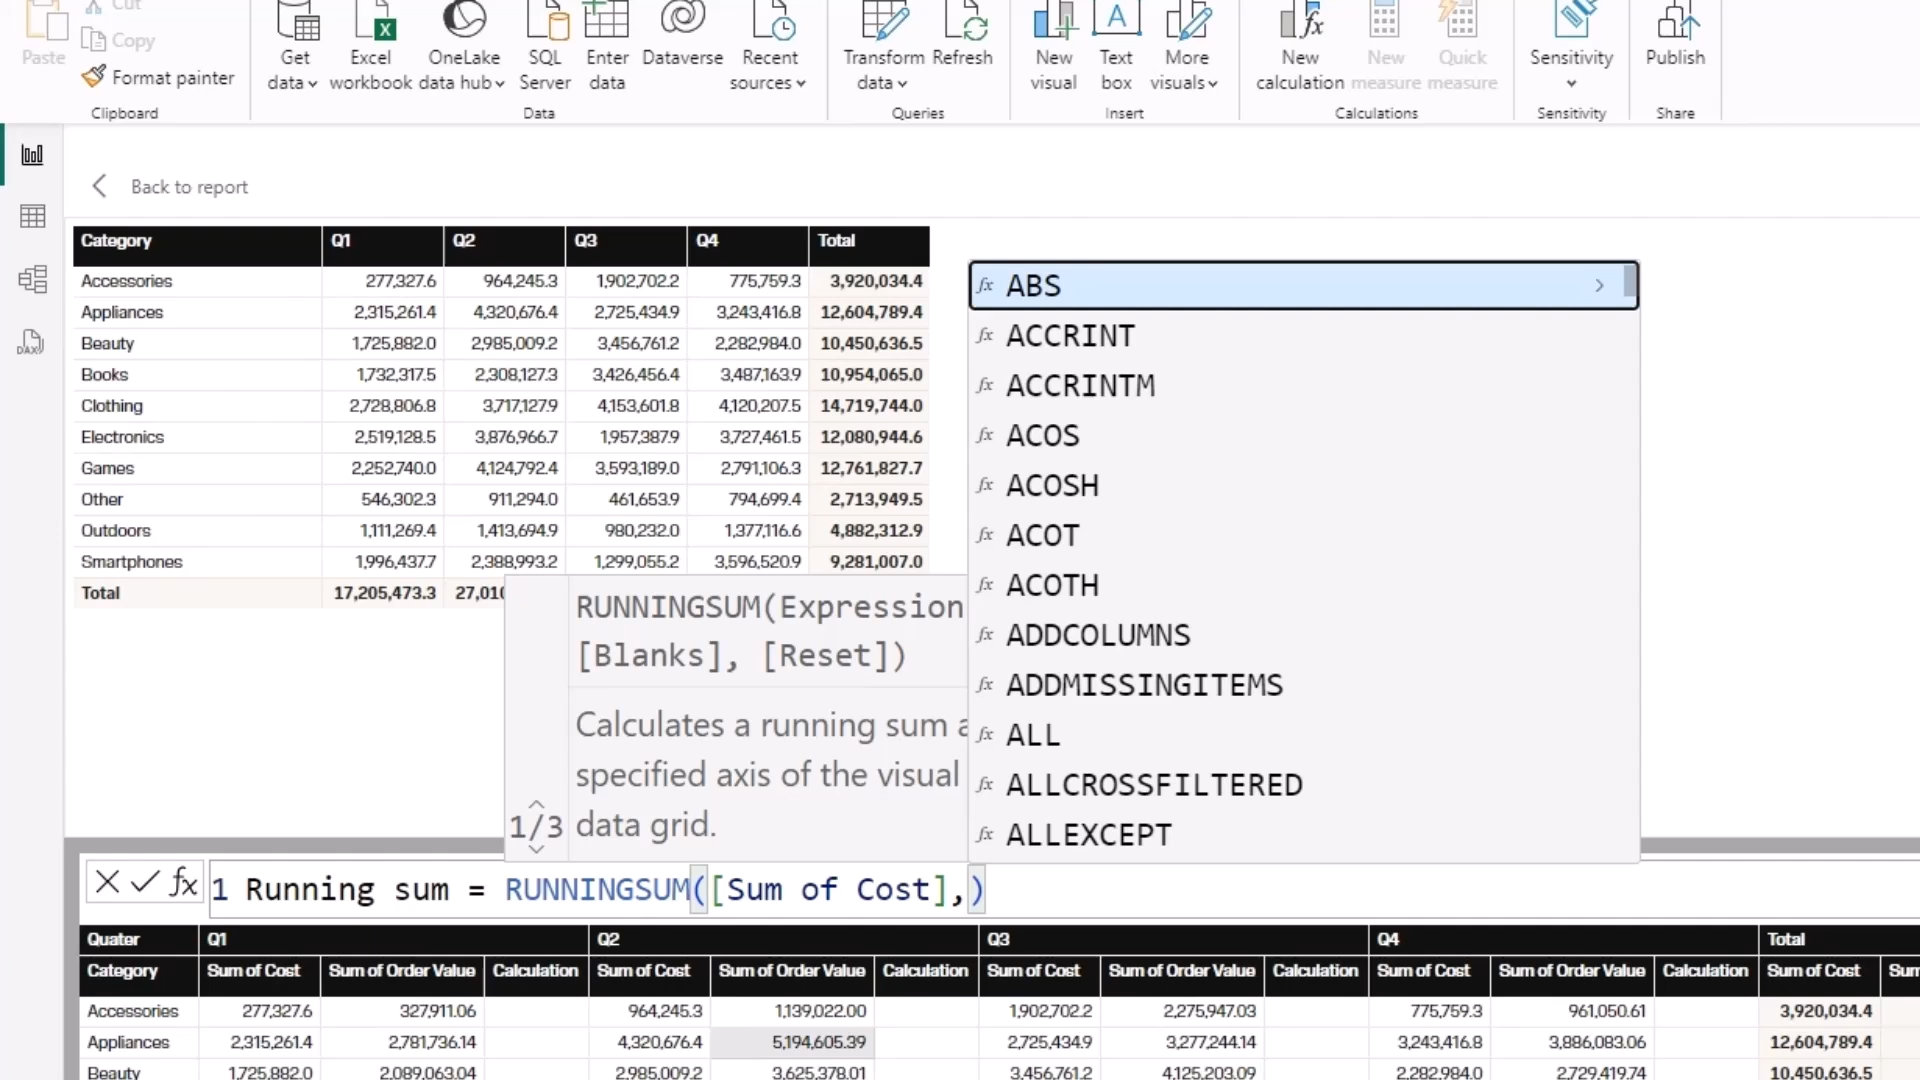 Cut
Paste
Copy
Format painter
Clipboard
Get data
Excel workbook
OneLake data hub
SQL Server
Enter data
Dataverse
Recent sources
Data
Transform data
Refresh
Queries
New visual
Text box
More visuals
Insert
New calculation
New measure
Quick measure
Calculations
Sensitivity
Sensitivity
Publish
Share
DAX
Back to report
Category Q1 Q2 Q3 Q4 Total
Accessories 277,327.6 964,245.3 1,902,702.2 775,759.3 3,920,034.4
Appliances 2,315,261.4 4,320,676.4 2,725,434.9 3,243,416.8 12,604,789.4
Beauty 1,725,882.0 2,985,009.2 3,456,761.2 2,282,984.0 10,450,636.5
Books 1,732,317.5 2,308,127.3 3,426,456.4 3,487,163.9 10,954,065.0
Clothing 2,728,806.8 3,717,127.9 4,153,601.8 4,120,207.5 14,719,744.0
Electronics 2,519,128.5 3,876,966.7 1,957,387.9 3,727,461.5 12,080,944.6
Games 2,252,740.0 4,124,792.4 3,593,189.0 2,791,106.3 12,761,827.7
Other 546,302.3 911,294.0 461,653.9 794,699.4 2,713,949.5
Outdoors 1,111,269.4 1,413,694.9 980,232.0 1,377,116.6 4,882,312.9
Smartphones 1,996,437.7 2,388,993.2 1,299,055.2 3,596,520.9 9,281,007.0
Total 17,205,473.3 27,010
fx ABS
fx ACCRINT
fx ACCRINTM
fx ACOS
fx ACOSH
fx ACOT
fx ACOTH
fx ADDCOLUMNS
fx ADDMISSINGITEMS
fx ALL
fx ALLCROSSFILTERED
fx ALLEXCEPT
RUNNINGSUM(Expression
[Blanks], [Reset])
Calculates a running sum a
specified axis of the visual
data grid.
1/3
fx 1 Running sum = RUNNINGSUM([Sum of Cost],)
Quater Q1 Q2 Q3 Q4 Total
Category Sum of Cost Sum of Order Value Calculation Sum of Cost Sum of Order Value Calculation Sum of Cost Sum of Order Value Calculation Sum of Cost Sum of Order Value Calculation Sum of Cost Sum
Accessories 277,327.6 327,911.06 964,245.3 1,139,022.00 1,902,702.2 2,275,947.03 775,759.3 961,050.61 3,920,034.4
Appliances 2,315,261.4 2,781,736.14 4,320,676.4 5,194,605.39 2,725,434.9 3,277,244.14 3,243,416.8 3,886,083.06 12,604,789.4
Beauty 1,725,882.0 2,089,063.04 2,985,009.2 3,625,378.01 3,456,761.2 4,125,203.09 2,282,984.0 2,729,419.74 10,450,636.5